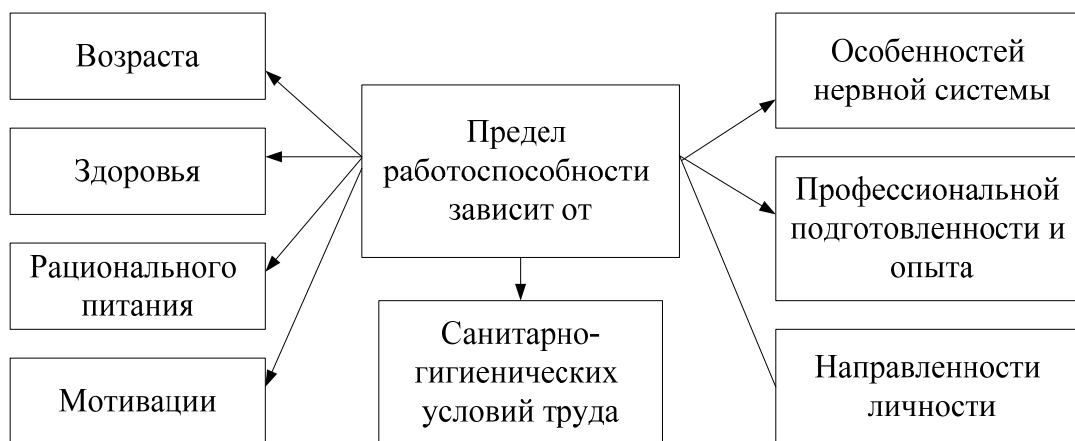 Возраста
Здоровья
Рационального
питания
Мотивации
Предел
работоспособности
зависит от
Санитарно-
гигиенических
условий труда
Особенностей
нервной системы
Профессиональной
подготовленности и
опыта
Направленности
личности